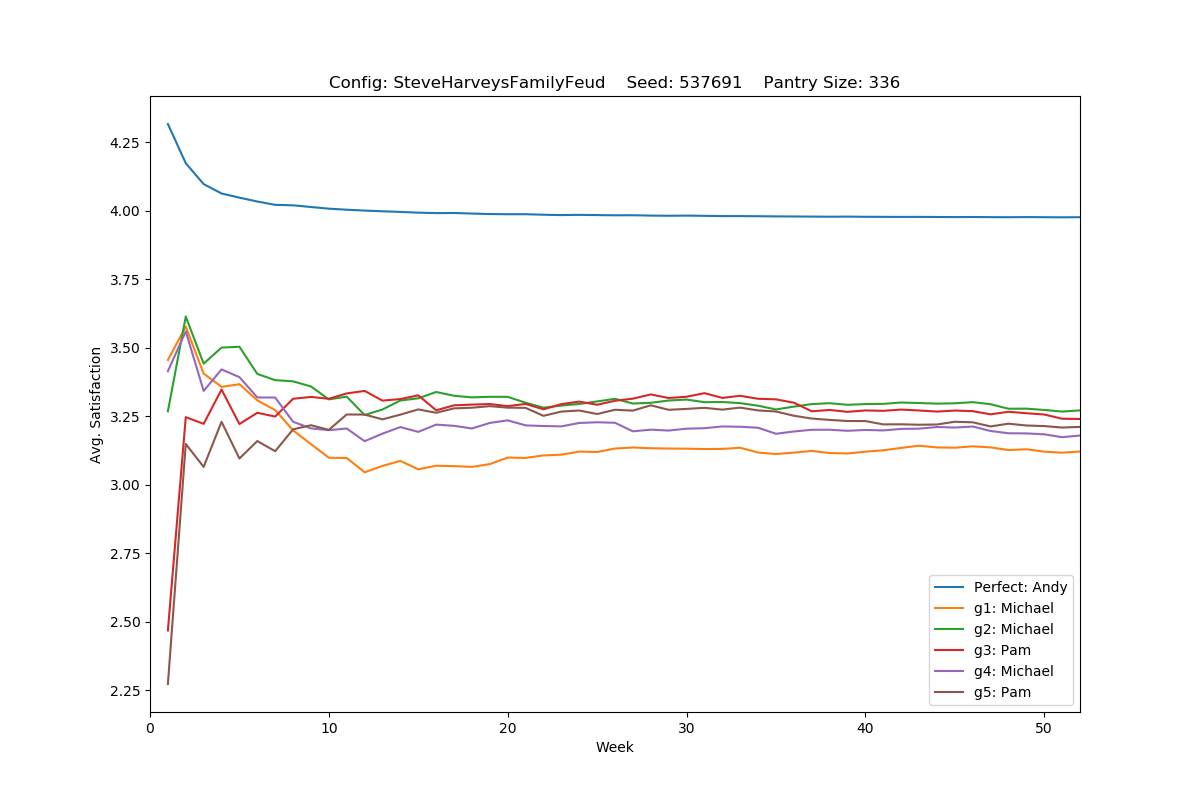 Config: SteveHarveysFamilyFeud    Seed: 537691    Pantry Size: 336
4.25
4.00
3.75
3.50
3.25
3.00
2.75
2.50
2.25
Avg. Satisfaction
Perfect: Andy
g1: Michael
g2: Michael
g3: Pam
g4: Michael
g5: Pam
0 10 20 30 40 50
Week